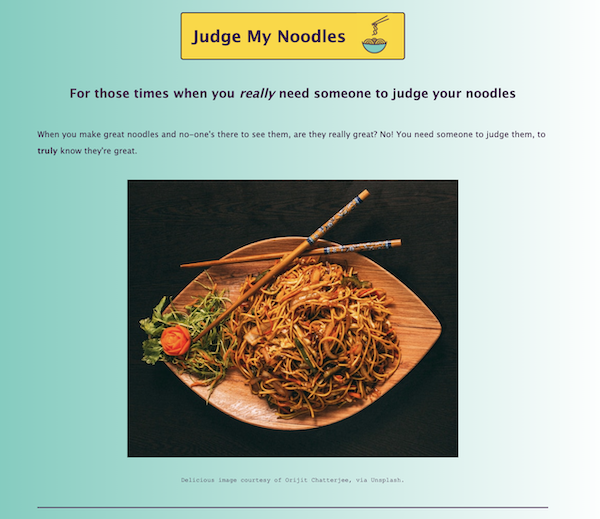 Judge My Noodles
For those times when you really need someone to judge your noodles
When you make great noodles and no-one's there to see them, are they really great? No! You need someone to judge them, to
truly know they're great.
Delicious image courtesy of Orijit Chatterjee, via Unsplash.